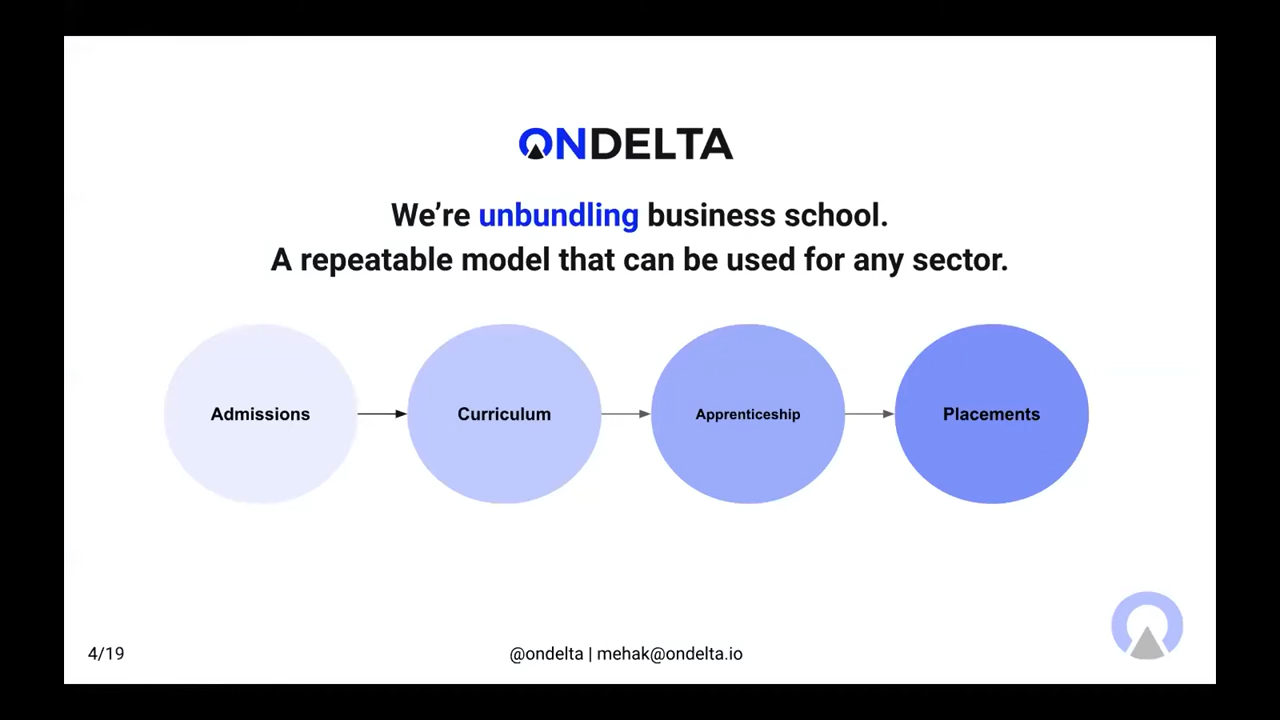 ONDELTA
We’re unbundling business school.
A repeatable model that can be used for any sector.
Admissions
Curriculum
Apprenticeship
Placements
4/19
@ondelta | mehak@ondelta.io